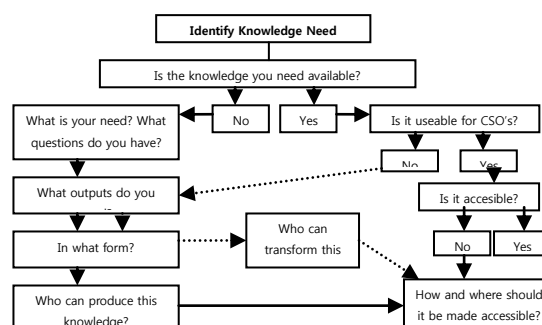 Identify Knowledge Need
Is the knowledge you need available?
What is your need? What
questions do you have?
No
Yes
Is it useable for CSO's?
No
Yes
What outputs do you
Is it accesible?
In what form?
Who can
transform this
No
Yes
Who can produce this
knowledge?
How and where should
it be made accessible?